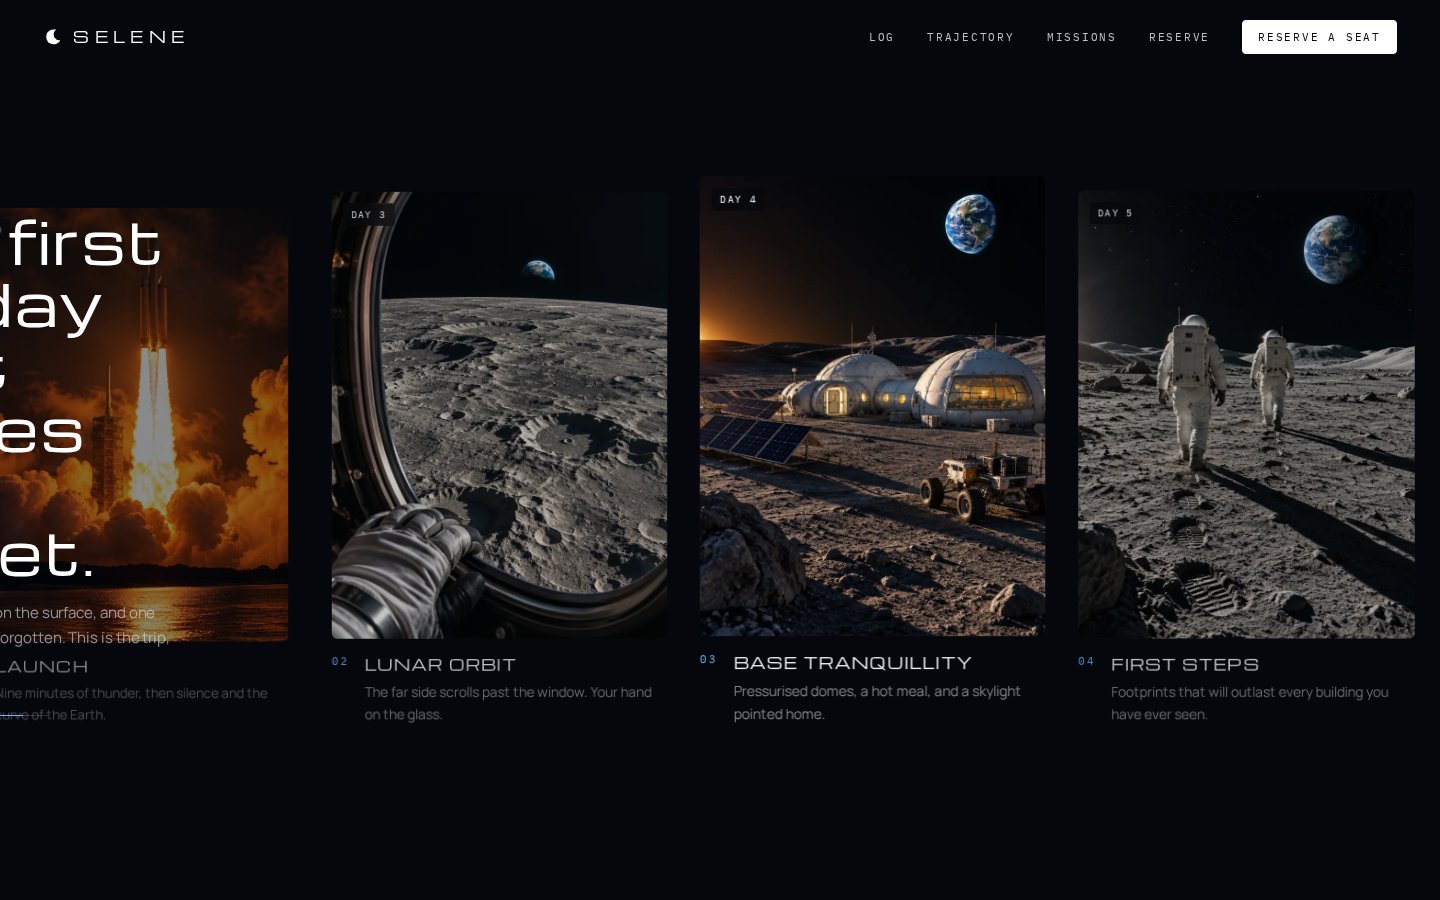 SELENE
LOG
TRAJECTORY
MISSIONS
RESERVE
RESERVE A SEAT
first
day
t
es
et.
on the surface, and one
orgotten. This is the trip,
LAUNCH
Nine minutes of thunder, then silence and the
curve of the Earth.
DAY 3
02
LUNAR ORBIT
The far side scrolls past the window. Your hand
on the glass.
DAY 4
03
BASE TRANQUILLITY
Pressurised domes, a hot meal, and a skylight
pointed home.
DAY 5
04
FIRST STEPS
Footprints that will outlast every building you
have ever seen.